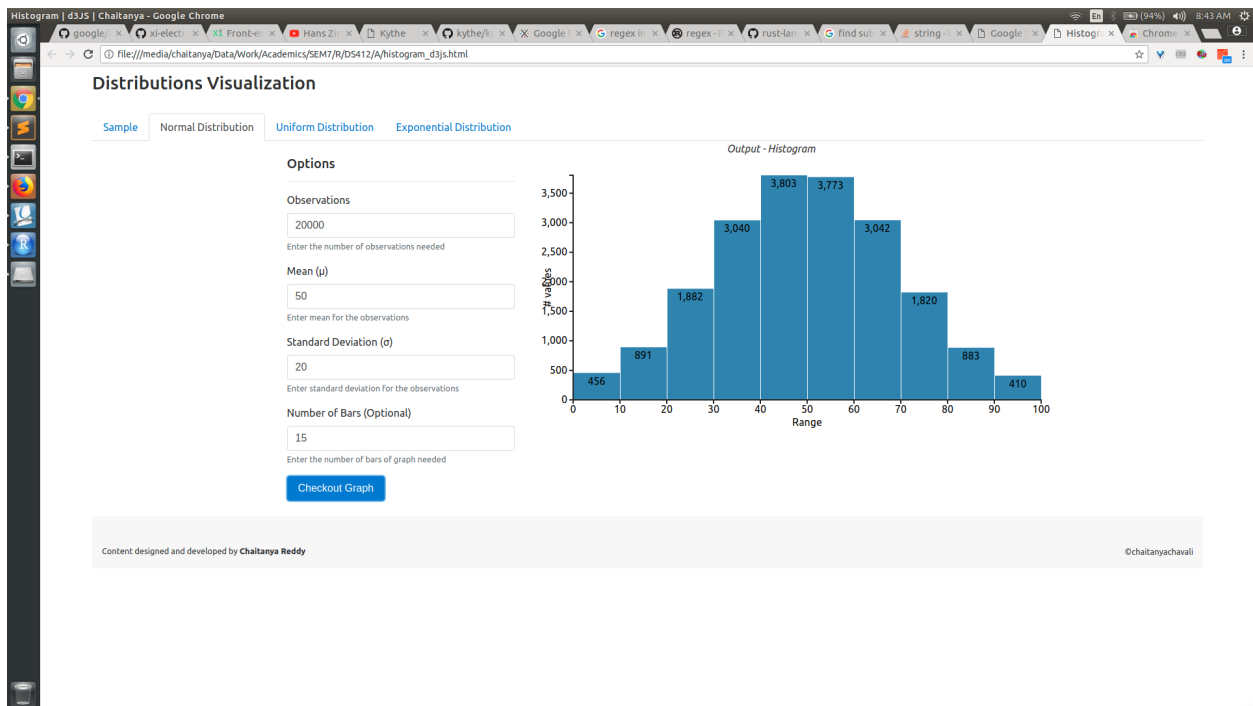 Histogram | d3JS | Chaitanya - Google Chrome
En (94%) 8:43 AM
google/ xi-electr XI Front-en Hans Zi Kythe kythe/k Google regex in regex - rust-lan find sub string - Google Histogr Chrome
file:///media/chaitanya/Data/Work/Academics/SEM7/R/DS412/A/histogram_d3js.html
Distributions Visualization
Sample Normal Distribution Uniform Distribution Exponential Distribution
Options
Observations
20000
Enter the number of observations needed
Mean (μ)
50
Enter mean for the observations
Standard Deviation (σ)
20
Enter standard deviation for the observations
Number of Bars (Optional)
15
Enter the number of bars of graph needed
Checkout Graph
Output - Histogram
3,500
3,000
2,500
2,000
1,500
1,000
500
0
# values
456 891 1,882 3,040 3,803 3,773 3,042 1,820 883 410
0 10 20 30 40 50 60 70 80 90 100
Range
Content designed and developed by Chaitanya Reddy
©chaitanyachavali